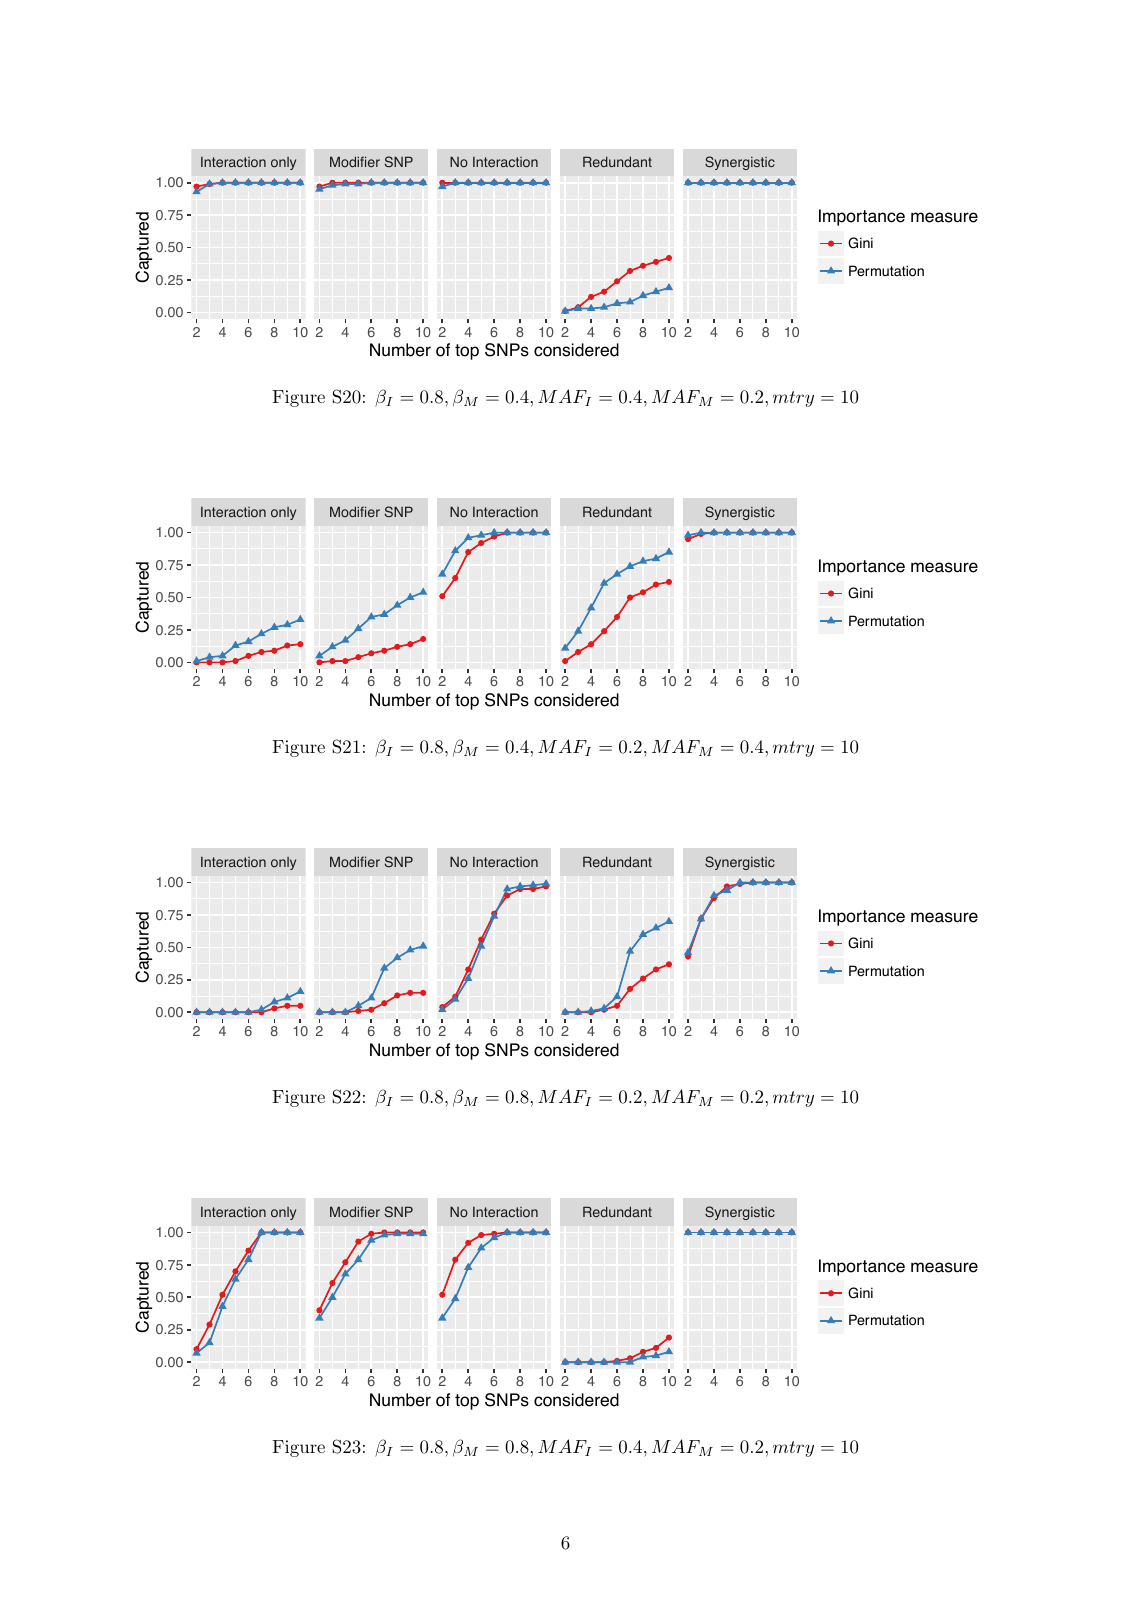 Interaction only Modifier SNP No Interaction Redundant Synergistic
1.00
0.75
0.50
0.25
0.00
Captured
2 4 6 8 10 2 4 6 8 10 2 4 6 8 10 2 4 6 8 10 2 4 6 8 10
Number of top SNPs considered
Importance measure
Gini
Permutation
Figure S20: β_I = 0.8, β_M = 0.4, MAF_I = 0.4, MAF_M = 0.2, mtry = 10
Interaction only Modifier SNP No Interaction Redundant Synergistic
1.00
0.75
0.50
0.25
0.00
Captured
2 4 6 8 10 2 4 6 8 10 2 4 6 8 10 2 4 6 8 10 2 4 6 8 10
Number of top SNPs considered
Importance measure
Gini
Permutation
Figure S21: β_I = 0.8, β_M = 0.4, MAF_I = 0.2, MAF_M = 0.4, mtry = 10
Interaction only Modifier SNP No Interaction Redundant Synergistic
1.00
0.75
0.50
0.25
0.00
Captured
2 4 6 8 10 2 4 6 8 10 2 4 6 8 10 2 4 6 8 10 2 4 6 8 10
Number of top SNPs considered
Importance measure
Gini
Permutation
Figure S22: β_I = 0.8, β_M = 0.8, MAF_I = 0.2, MAF_M = 0.2, mtry = 10
Interaction only Modifier SNP No Interaction Redundant Synergistic
1.00
0.75
0.50
0.25
0.00
Captured
2 4 6 8 10 2 4 6 8 10 2 4 6 8 10 2 4 6 8 10 2 4 6 8 10
Number of top SNPs considered
Importance measure
Gini
Permutation
Figure S23: β_I = 0.8, β_M = 0.8, MAF_I = 0.4, MAF_M = 0.2, mtry = 10
6